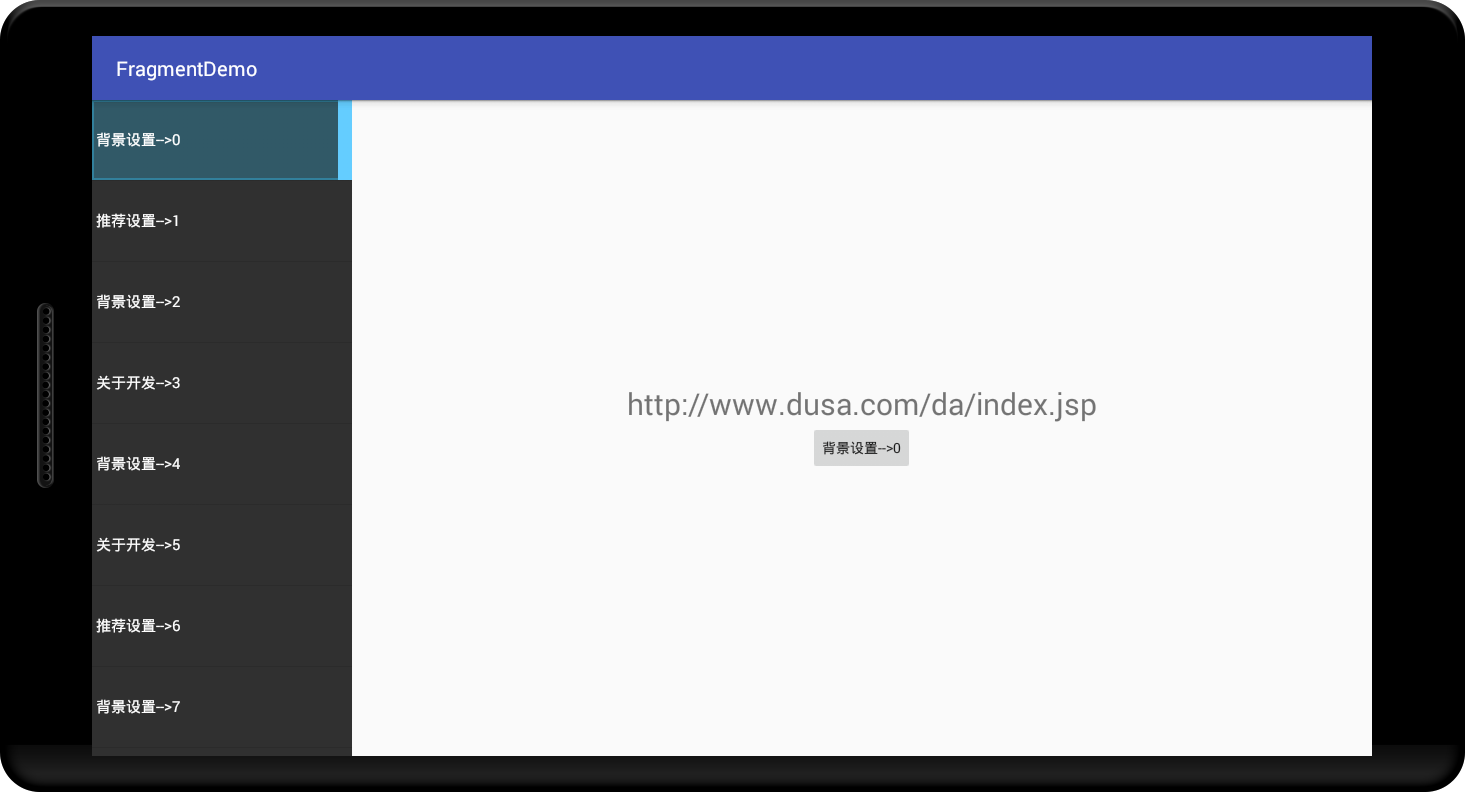 FragmentDemo
背景设置-->0
推荐设置-->1
背景设置-->2
关于开发-->3
背景设置-->4
关于开发-->5
推荐设置-->6
背景设置-->7
http://www.dusa.com/da/index.jsp
背景设置-->0